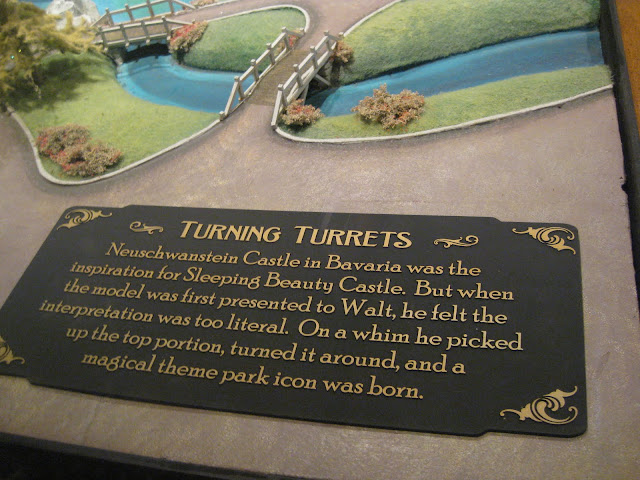 TURNING TURRETS
Neuschwanstein Castle in Bavaria was the
inspiration for Sleeping Beauty Castle. But when
the model was first presented to Walt, he felt the
interpretation was too literal. On a whim he picked
up the top portion, turned it around, and a
magical theme park icon was born.